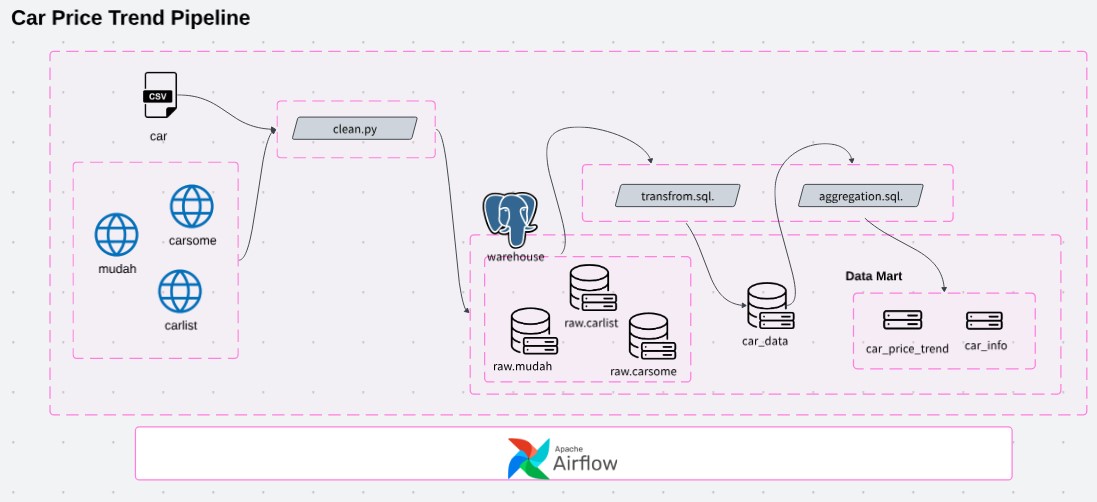 Car Price Trend Pipeline
CSV
car
clean.py
mudah
carsome
carlist
transfrom.sql.
aggregation.sql.
warehouse
raw.carlist
raw.mudah
raw.carsome
car_data
Data Mart
car_price_trend
car_info
Apache
Airflow